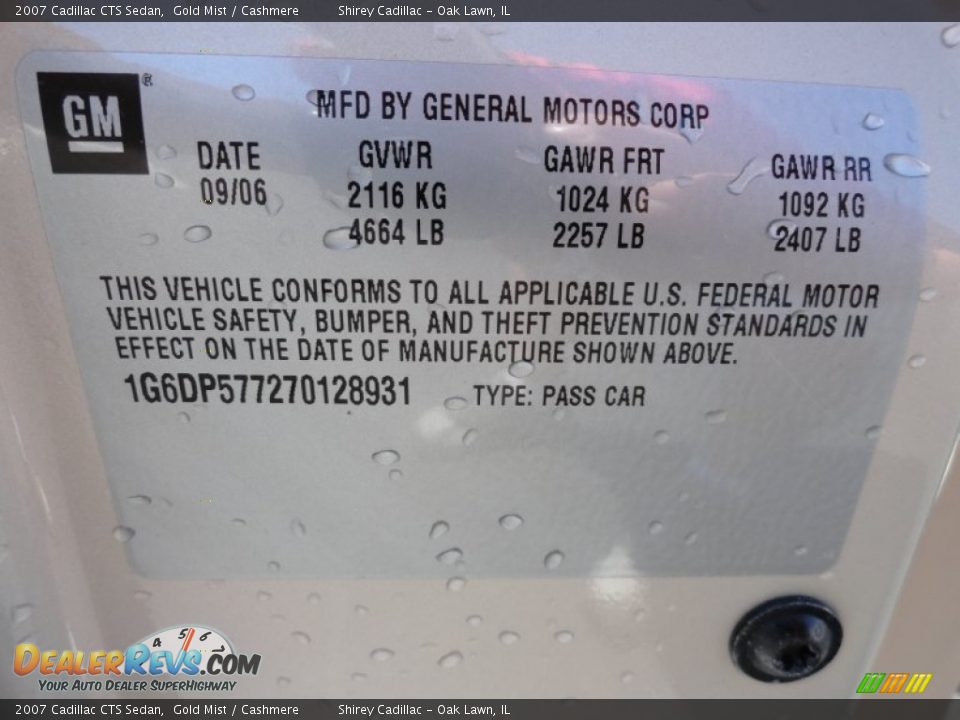 2007 Cadillac CTS Sedan,  Gold Mist / Cashmere    Shirey Cadillac - Oak Lawn, IL
GM ®
MFD BY GENERAL MOTORS CORP
DATE GVWR GAWR FRT GAWR RR
09/06 2116 KG 1024 KG 1092 KG
4664 LB 2257 LB 2407 LB
THIS VEHICLE CONFORMS TO ALL APPLICABLE U.S. FEDERAL MOTOR
VEHICLE SAFETY, BUMPER, AND THEFT PREVENTION STANDARDS IN
EFFECT ON THE DATE OF MANUFACTURE SHOWN ABOVE.
1G6DP577270128931 TYPE: PASS CAR
4 5 6
DEALERREVS.COM
YOUR AUTO DEALER SUPERHIGHWAY
2007 Cadillac CTS Sedan,  Gold Mist / Cashmere    Shirey Cadillac - Oak Lawn, IL